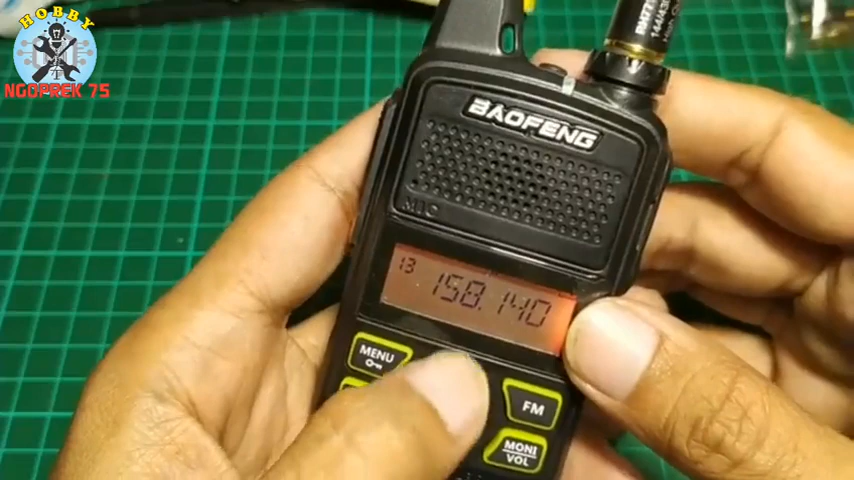 HOBBY
NGOPREK 75
BAOFENG
MIC
13 158.140
MENU
FM
MONI
VOL